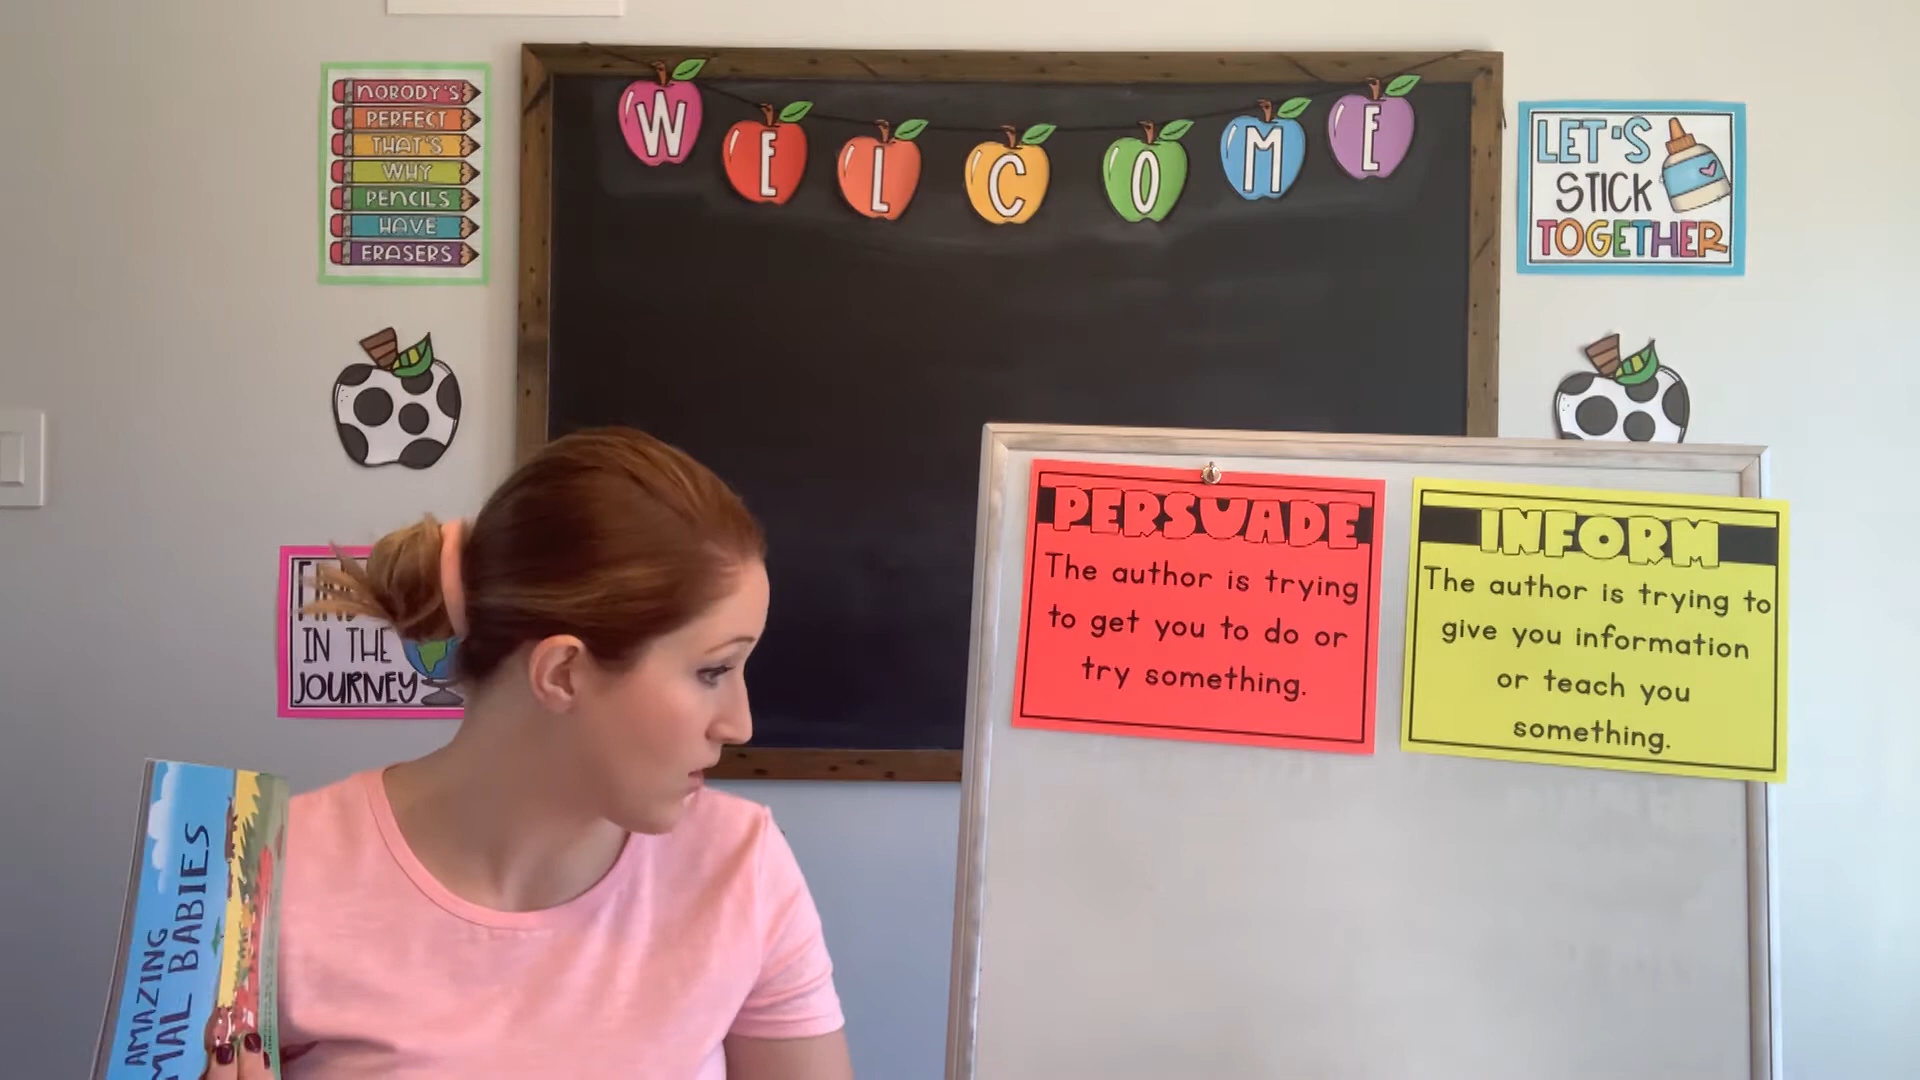 WELCOME
NOBODY'S
PERFECT
THAT'S
WHY
PENCILS
HAVE
ERASERS
LET'S
STICK
TOGETHER
IN THE
JOURNEY
PERSUADE
The author is trying
to get you to do or
try something.
INFORM
The author is trying to
give you information
or teach you
something.
AMAZING
MAL BABIES